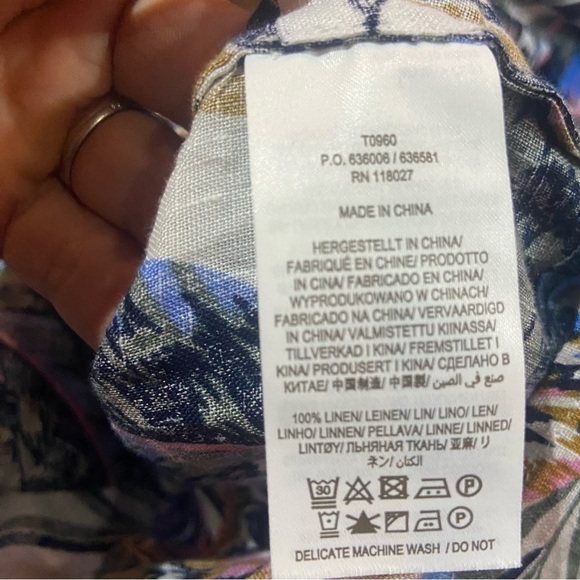 T0960
P.O. 636006 / 636581
RN 118027
MADE IN CHINA
HERGESTELLT IN CHINA/
FABRIQUÉ EN CHINE/ PRODOTTO
IN CINA/ FABRICADO EN CHINA/
WYPRODUKOWANO W CHINACH/
FABRICADO NA CHINA/ VERVAARDIGD
IN CHINA/ VALMISTETTU KIINASSA/
TILLVERKAD I KINA/ FREMSTILLET I
KINA/ PRODUSERT I KINA/ СДЕЛАНО В
КИТАЕ/ 中国制造/ 中国製/ صنع في الصين/
100% LINEN/ LEINEN/ LIN/ LINO/ LEN/
LINHO/ LINNEN/ PELLAVA/ LINNE/ LINNED/
LINTØY/ ЛЬНЯНАЯ ТКАНЬ/ 亚麻/ リ
ネン/ الكتان/
30 P
DELICATE MACHINE WASH / DO NOT